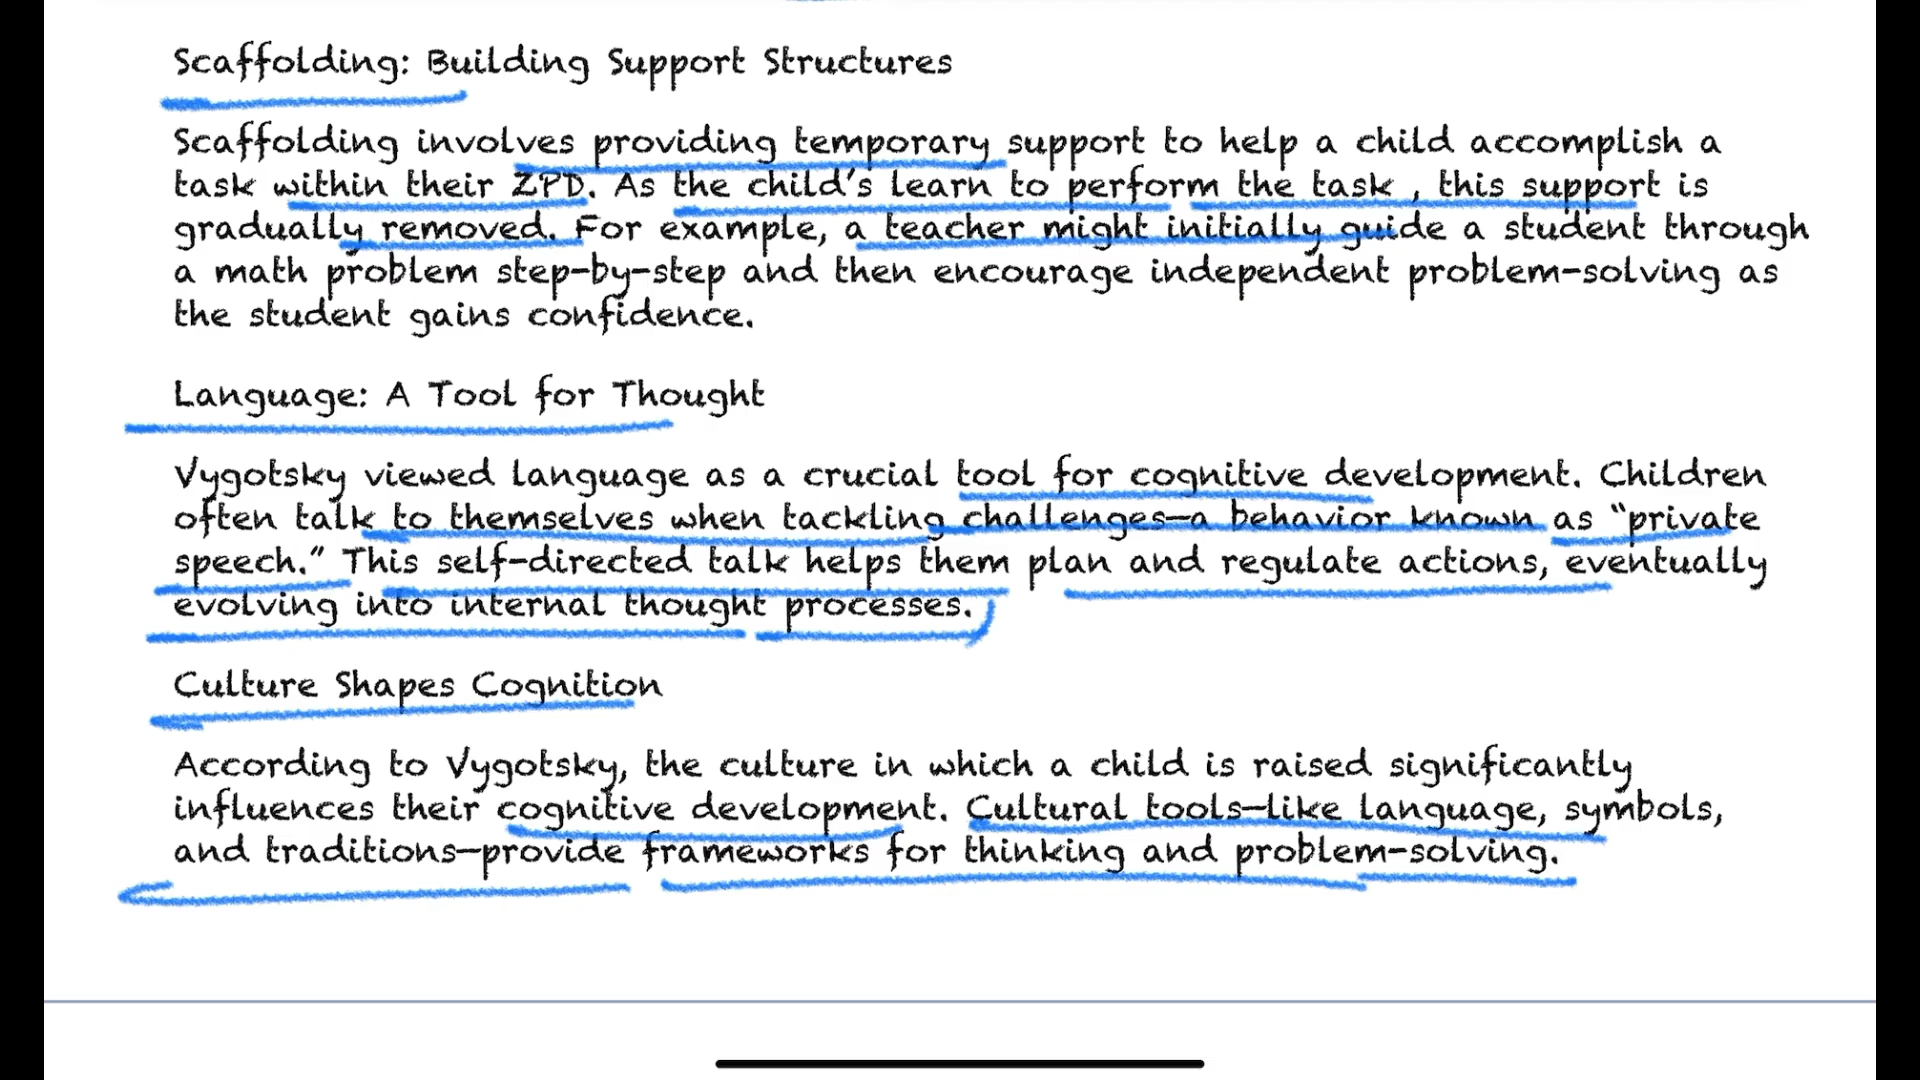 Scaffolding: Building Support Structures
Scaffolding involves providing temporary support to help a child accomplish a
task within their ZPD. As the child's learn to perform the task , this support is
gradually removed. For example, a teacher might initially guide a student through
a math problem step-by-step and then encourage independent problem-solving as
the student gains confidence.
Language: A Tool for Thought
Vygotsky viewed language as a crucial tool for cognitive development. Children
often talk to themselves when tackling challenges—a behavior known as “private
speech.” This self-directed talk helps them plan and regulate actions, eventually
evolving into internal thought processes.
Culture Shapes Cognition
According to Vygotsky, the culture in which a child is raised significantly
influences their cognitive development. Cultural tools—like language, symbols,
and traditions—provide frameworks for thinking and problem-solving.